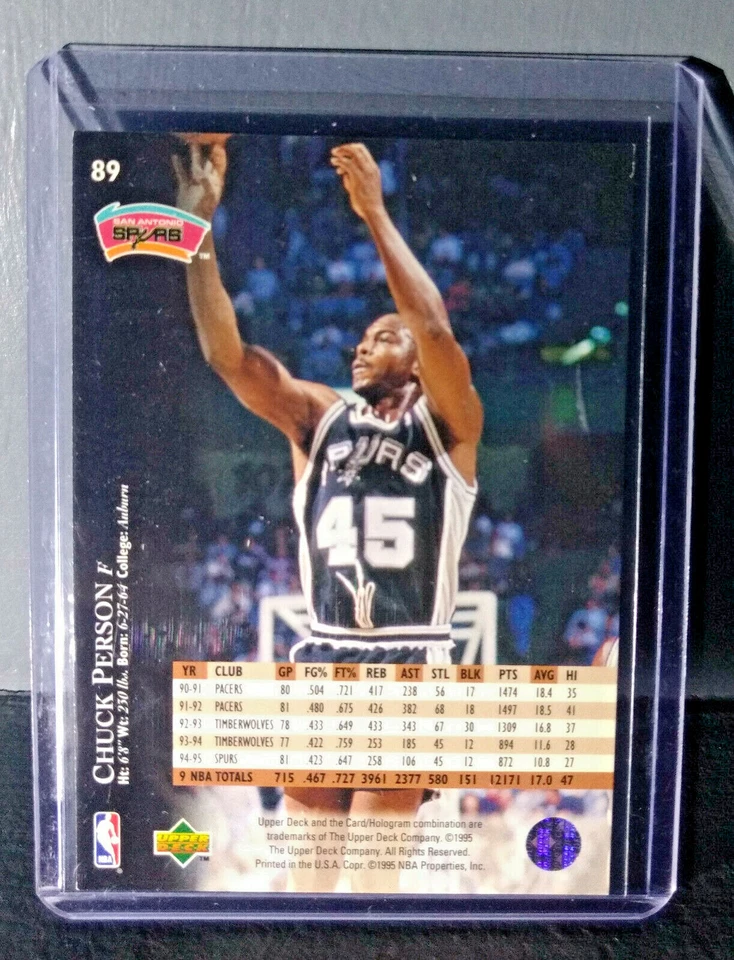 89
SAN ANTONIO
SPURS
TM
SPURS
45
CHUCK PERSON F
Ht: 6'8" Wt: 230 lbs. Born: 6-27-64 College: Auburn
YR CLUB GP FG% FT% REB AST STL BLK PTS AVG HI
90-91 PACERS 80 .504 .721 417 238 56 17 1474 18.4 35
91-92 PACERS 81 .480 .675 426 382 68 18 1497 18.5 41
92-93 TIMBERWOLVES 78 .433 .649 433 343 67 30 1309 16.8 37
93-94 TIMBERWOLVES 77 .422 .759 253 185 45 12 894 11.6 28
94-95 SPURS 81 .423 .647 258 106 45 12 872 10.8 27
9 NBA TOTALS 715 .467 .727 3961 2377 580 151 12171 17.0 47
NBA
UPPER
DECK
TM
Upper Deck and the Card/Hologram combination are
trademarks of The Upper Deck Company. ©1995
The Upper Deck Company. All Rights Reserved.
Printed in the U.S.A. Copr. ©1995 NBA Properties, Inc.